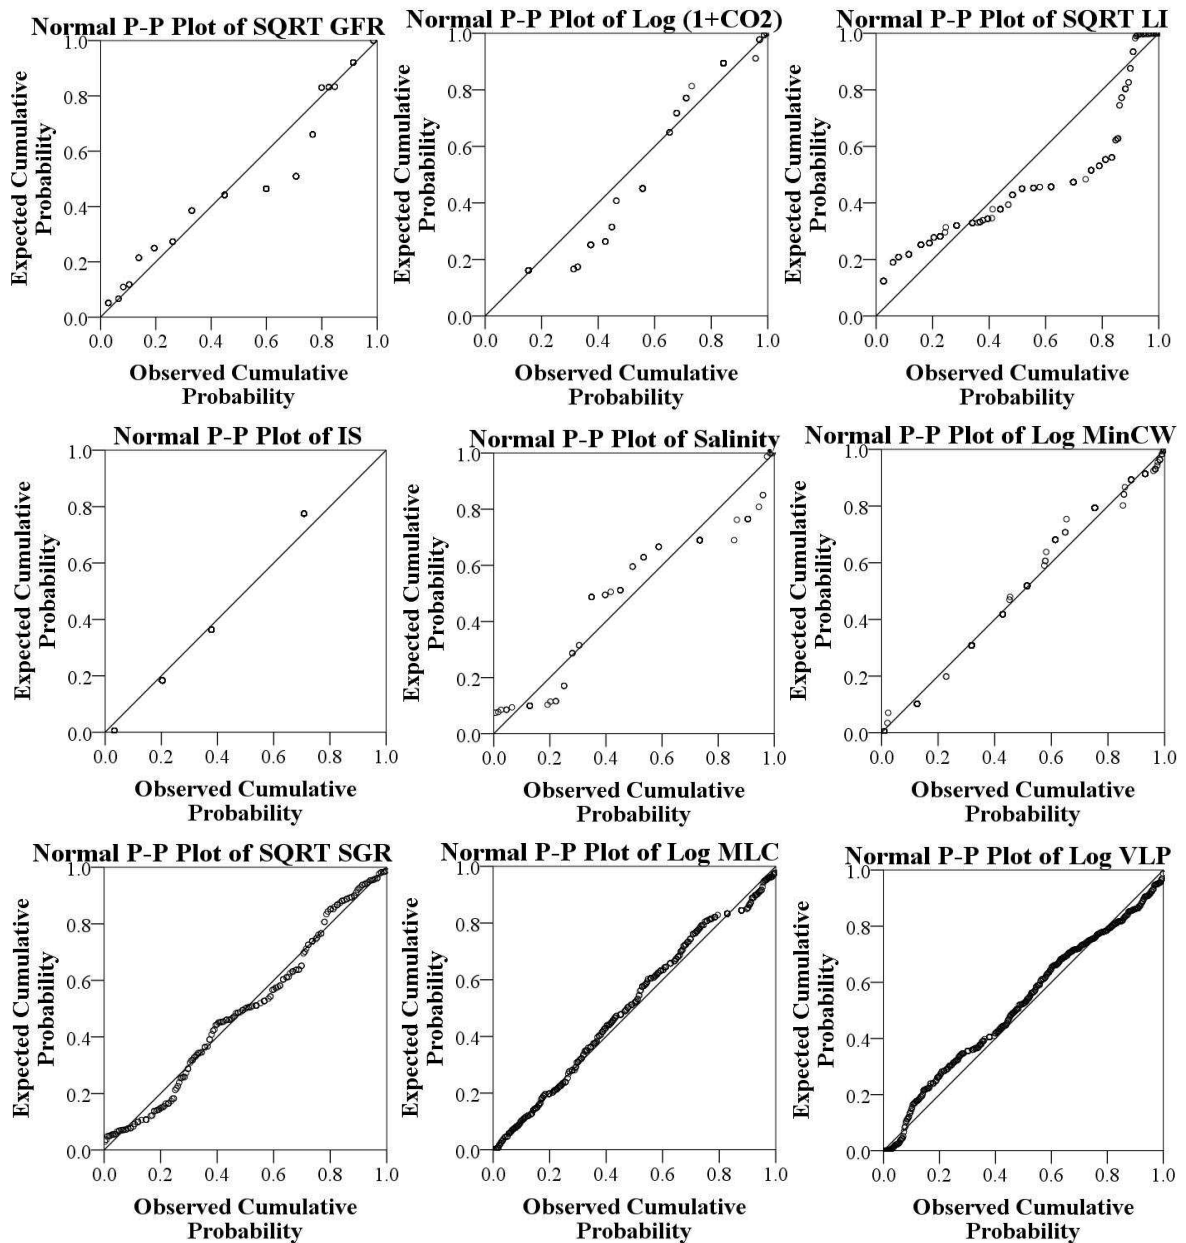 Normal P-P Plot of SQRT GFR
Expected Cumulative
Probability
1.0
0.8
0.6
0.4
0.2
0.0
0.0 0.2 0.4 0.6 0.8 1.0
Observed Cumulative
Probability
Normal P-P Plot of Log (1+CO2)
Expected Cumulative
Probability
1.0
0.8
0.6
0.4
0.2
0.0
0.0 0.2 0.4 0.6 0.8 1.0
Observed Cumulative
Probability
Normal P-P Plot of SQRT LI
Expected Cumulative
Probability
1.0
0.8
0.6
0.4
0.2
0.0
0.0 0.2 0.4 0.6 0.8 1.0
Observed Cumulative
Probability
Normal P-P Plot of IS
Expected Cumulative
Probability
1.0
0.8
0.6
0.4
0.2
0.0
0.0 0.2 0.4 0.6 0.8 1.0
Observed Cumulative
Probability
Normal P-P Plot of Salinity
Expected Cumulative
Probability
1.0
0.8
0.6
0.4
0.2
0.0
0.0 0.2 0.4 0.6 0.8 1.0
Observed Cumulative
Probability
Normal P-P Plot of Log MinCW
Expected Cumulative
Probability
1.0
0.8
0.6
0.4
0.2
0.0
0.0 0.2 0.4 0.6 0.8 1.0
Observed Cumulative
Probability
Normal P-P Plot of SQRT SGR
Expected Cumulative
Probability
1.0
0.8
0.6
0.4
0.2
0.0
0.0 0.2 0.4 0.6 0.8 1.0
Observed Cumulative
Probability
Normal P-P Plot of Log MLC
Expected Cumulative
Probability
1.0
0.8
0.6
0.4
0.2
0.0
0.0 0.2 0.4 0.6 0.8 1.0
Observed Cumulative
Probability
Normal P-P Plot of Log VLP
Expected Cumulative
Probability
1.0
0.8
0.6
0.4
0.2
0.0
0.0 0.2 0.4 0.6 0.8 1.0
Observed Cumulative
Probability